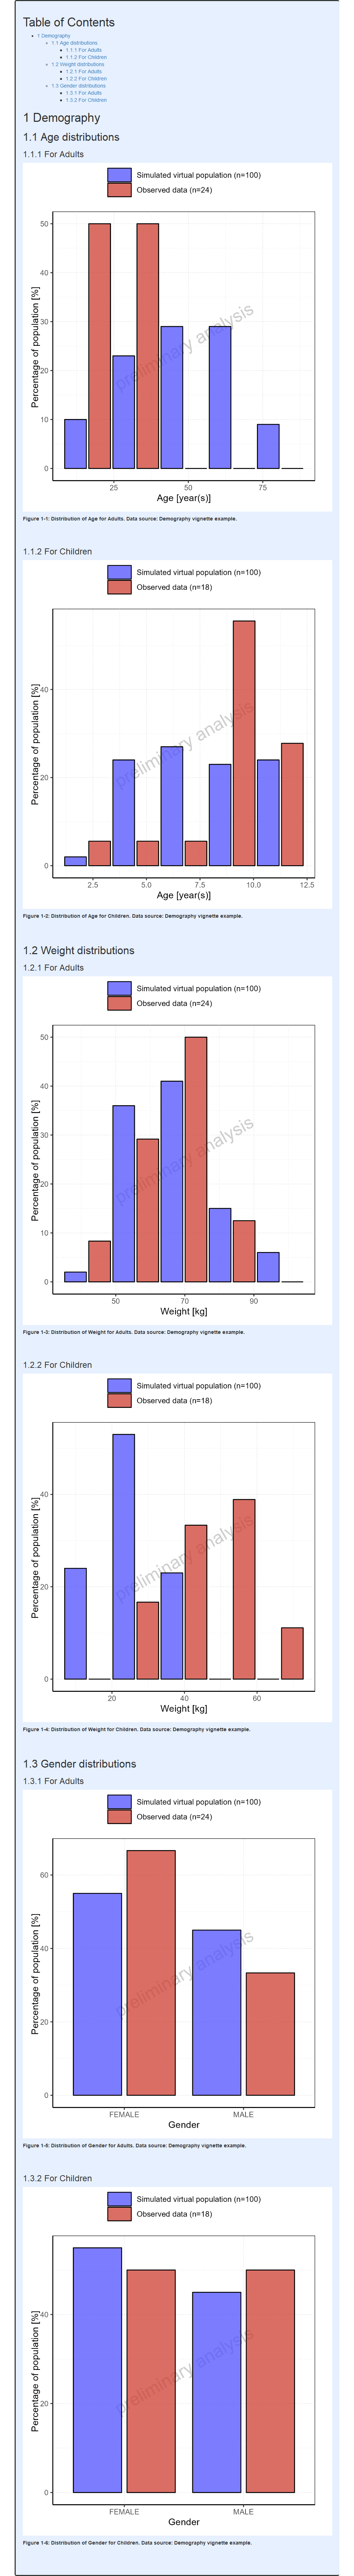 Table of Contents
1 Demography
1.1 Age distributions
1.1.1 For Adults
1.1.2 For Children
1.2 Weight distributions
1.2.1 For Adults
1.2.2 For Children
1.3 Gender distributions
1.3.1 For Adults
1.3.2 For Children
1 Demography
1.1 Age distributions
1.1.1 For Adults
Simulated virtual population (n=100)
Observed data (n=24)
50
40
30
20
10
0
Percentage of population [%]
preliminary analysis
25 50 75
Age [year(s)]
Figure 1-1: Distribution of Age for Adults. Data source: Demography vignette example.
1.1.2 For Children
Simulated virtual population (n=100)
Observed data (n=18)
40
20
0
Percentage of population [%]
preliminary analysis
2.5 5.0 7.5 10.0 12.5
Age [year(s)]
Figure 1-2: Distribution of Age for Children. Data source: Demography vignette example.
1.2 Weight distributions
1.2.1 For Adults
Simulated virtual population (n=100)
Observed data (n=24)
50
40
30
20
10
0
Percentage of population [%]
preliminary analysis
50 70 90
Weight [kg]
Figure 1-3: Distribution of Weight for Adults. Data source: Demography vignette example.
1.2.2 For Children
Simulated virtual population (n=100)
Observed data (n=18)
40
20
0
Percentage of population [%]
preliminary analysis
20 40 60
Weight [kg]
Figure 1-4: Distribution of Weight for Children. Data source: Demography vignette example.
1.3 Gender distributions
1.3.1 For Adults
Simulated virtual population (n=100)
Observed data (n=24)
60
40
20
0
Percentage of population [%]
preliminary analysis
FEMALE MALE
Gender
Figure 1-5: Distribution of Gender for Adults. Data source: Demography vignette example.
1.3.2 For Children
Simulated virtual population (n=100)
Observed data (n=18)
40
20
0
Percentage of population [%]
preliminary analysis
FEMALE MALE
Gender
Figure 1-6: Distribution of Gender for Children. Data source: Demography vignette example.